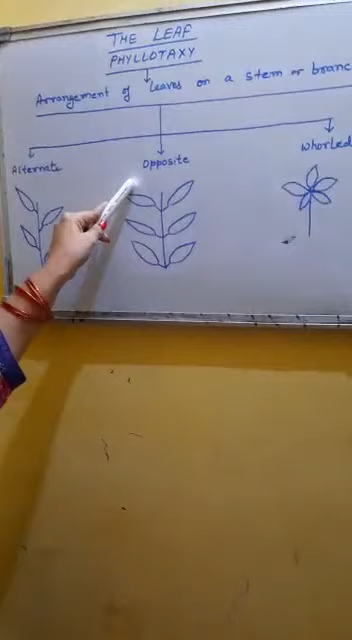 THE LEAF
PHYLLOTAXY
Arrangement of leaves on a stem or branc
Alternate
Opposite
Whorled